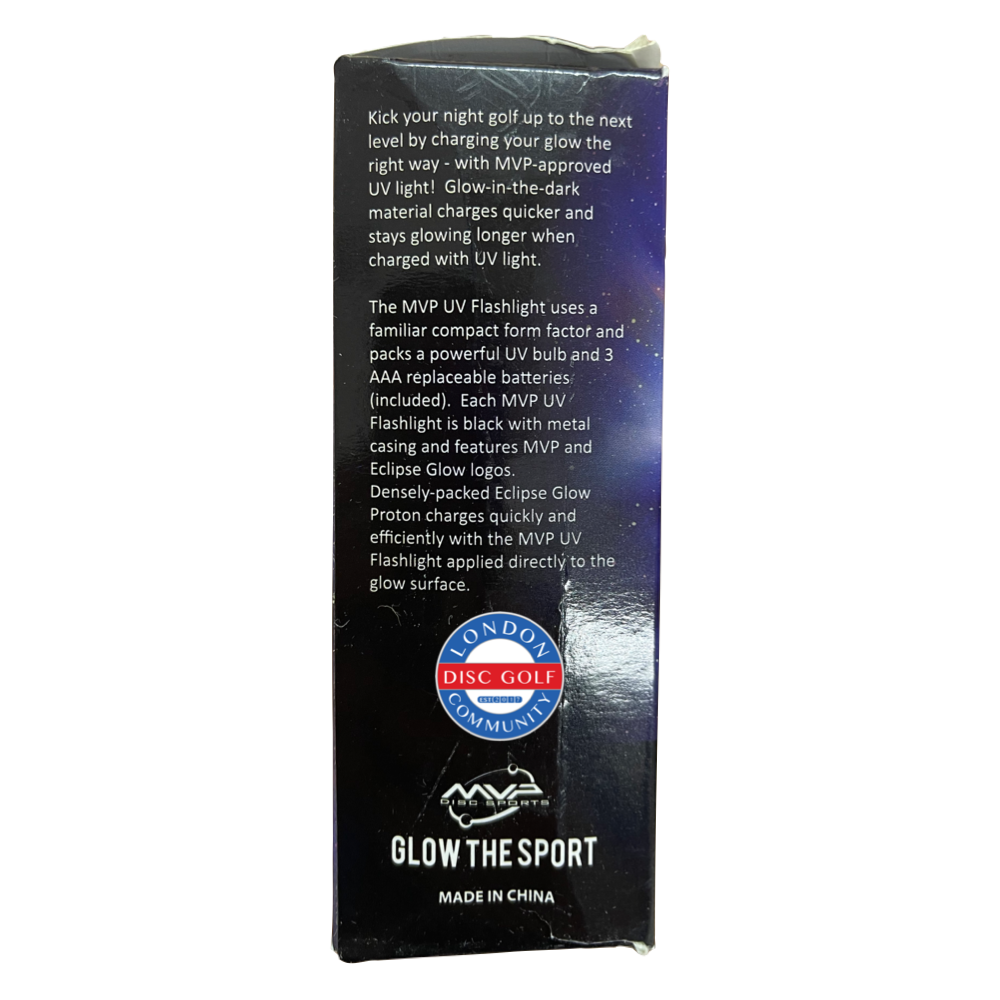 Kick your night golf up to the next
level by charging your glow the
right way - with MVP-approved
UV light!  Glow-in-the-dark
material charges quicker and
stays glowing longer when
charged with UV light.
The MVP UV Flashlight uses a
familiar compact form factor and
packs a powerful UV bulb and 3
AAA replaceable batteries
(included).  Each MVP UV
Flashlight is black with metal
casing and features MVP and
Eclipse Glow logos.
Densely-packed Eclipse Glow
Proton charges quickly and
efficiently with the MVP UV
Flashlight applied directly to the
glow surface.
LONDON
DISC GOLF
COMMUNITY
MVP
DISC SPORTS
GLOW THE SPORT
MADE IN CHINA